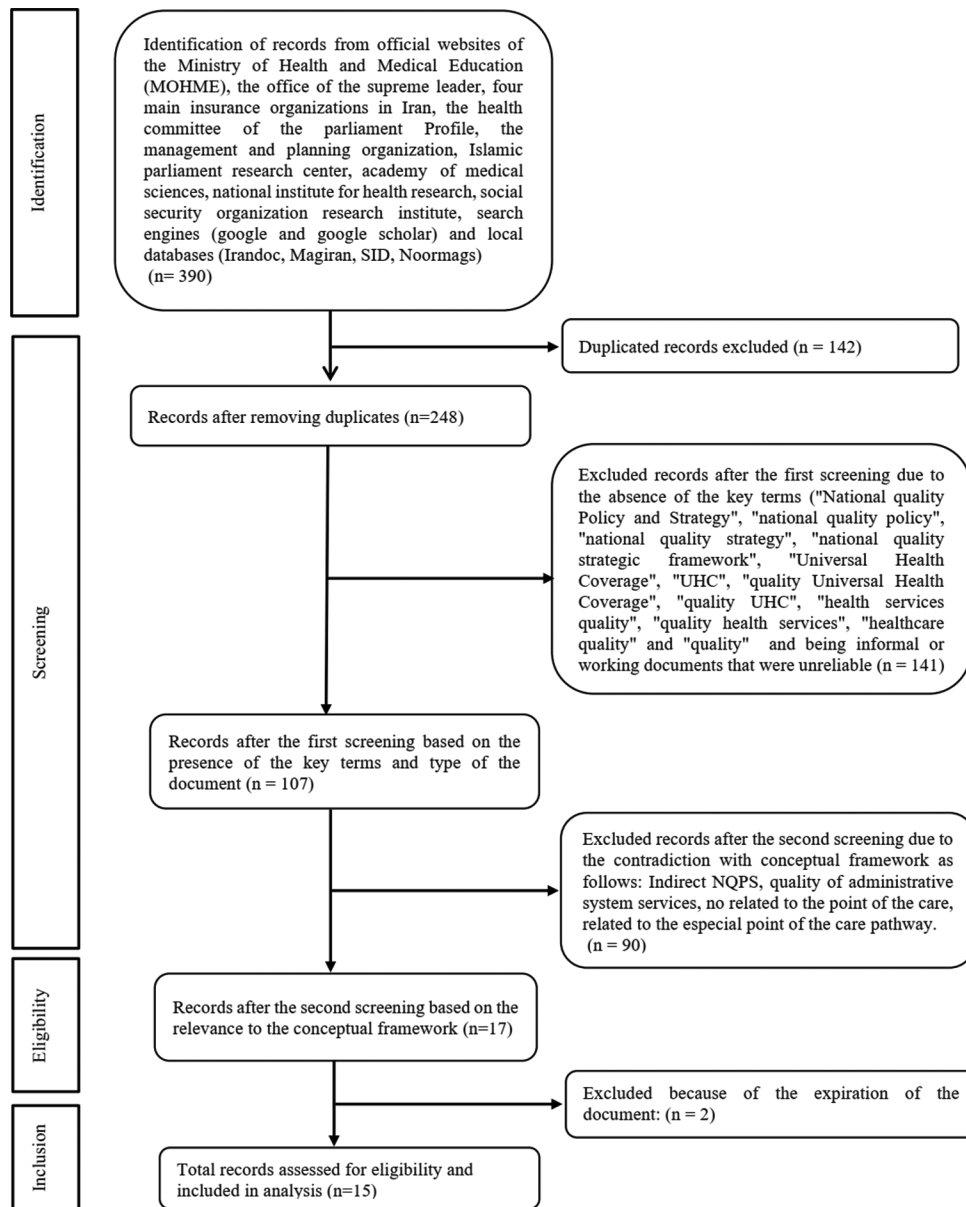 Identification
Identification of records from official websites of
the Ministry of Health and Medical Education
(MOHME), the office of the supreme leader, four
main insurance organizations in Iran, the health
committee of the parliament Profile, the
management and planning organization, Islamic
parliament research center, academy of medical
sciences, national institute for health research, social
security organization research institute, search
engines (google and google scholar) and local
databases (Irandoc, Magiran, SID, Noormags)
(n= 390)
Screening
Duplicated records excluded (n = 142)
Records after removing duplicates (n=248)
Excluded records after the first screening due to
the absence of the key terms ("National quality
Policy and Strategy", "national quality policy",
"national quality strategy", "national quality
strategic framework", "Universal Health
Coverage", "UHC", "quality Universal Health
Coverage", "quality UHC", "health services
quality", "quality health services", "healthcare
quality" and "quality" and being informal or
working documents that were unreliable (n = 141)
Records after the first screening based on the
presence of the key terms and type of the
document (n = 107)
Excluded records after the second screening due to
the contradiction with conceptual framework as
follows: Indirect NQPS, quality of administrative
system services, no related to the point of the care,
related to the especial point of the care pathway.
(n = 90)
Eligibility
Records after the second screening based on the
relevance to the conceptual framework (n=17)
Excluded because of the expiration of the
document: (n = 2)
Inclusion
Total records assessed for eligibility and
included in analysis (n=15)